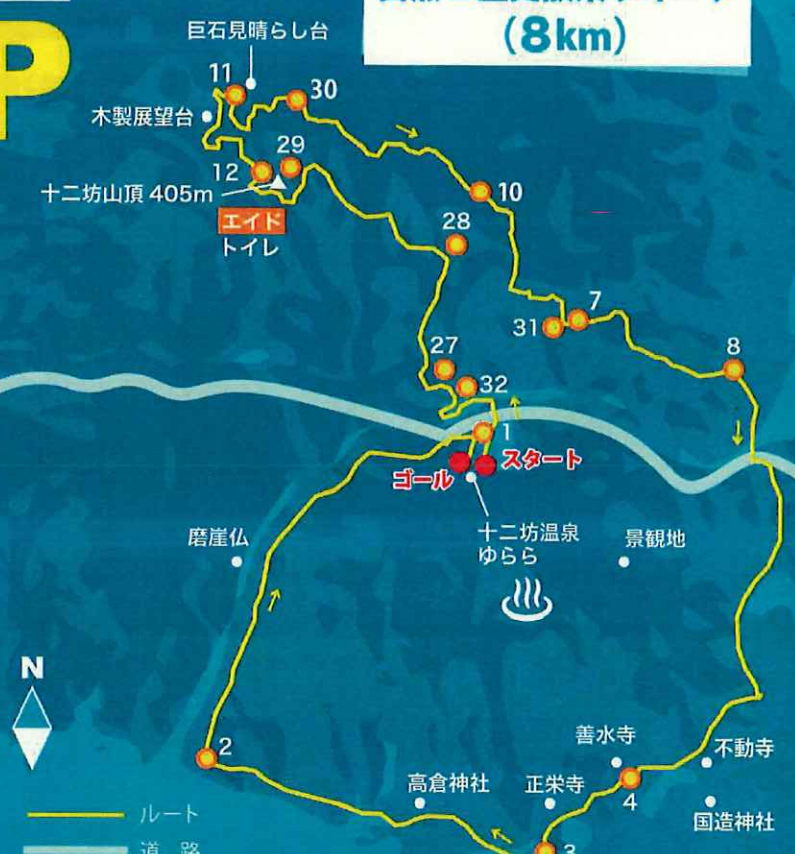 (8km)
P
巨石見晴らし台
11
30
木製展望台
29
12
十二坊山頂 405m
エイド
トイレ
10
28
7
31
8
27
32
1
ゴール
スタート
十二坊温泉
ゆらら
磨崖仏
景観地
N
2
善水寺
不動寺
高倉神社
正栄寺
4
国造神社
ルート
3
道 路